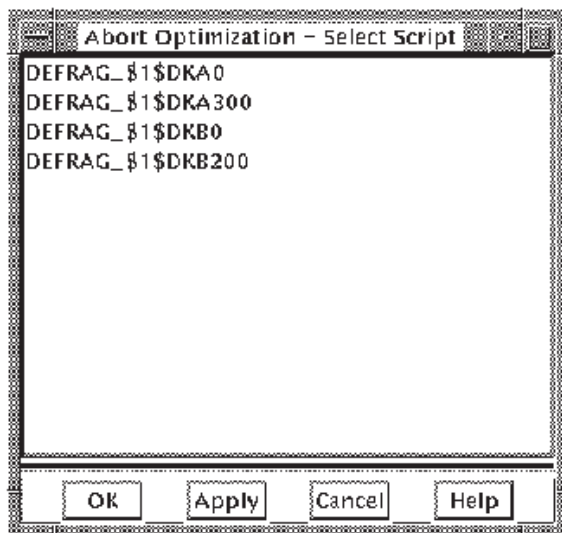 Abort Optimization – Select Script
DEFRAG_$1$DKA0
DEFRAG_$1$DKA300
DEFRAG_$1$DKB0
DEFRAG_$1$DKB200
OK Apply Cancel Help